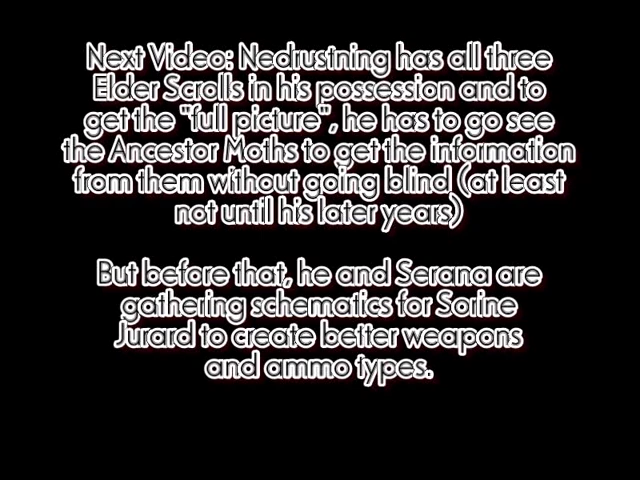 Next Video: Nedrustning has all three
Elder Scrolls in his possession and to
get the "full picture", he has to go see
the Ancestor Moths to get the information
from them without going blind (at least
not until his later years)
But before that, he and Serana are
gathering schematics for Sorine
Jurard to create better weapons
and ammo types.